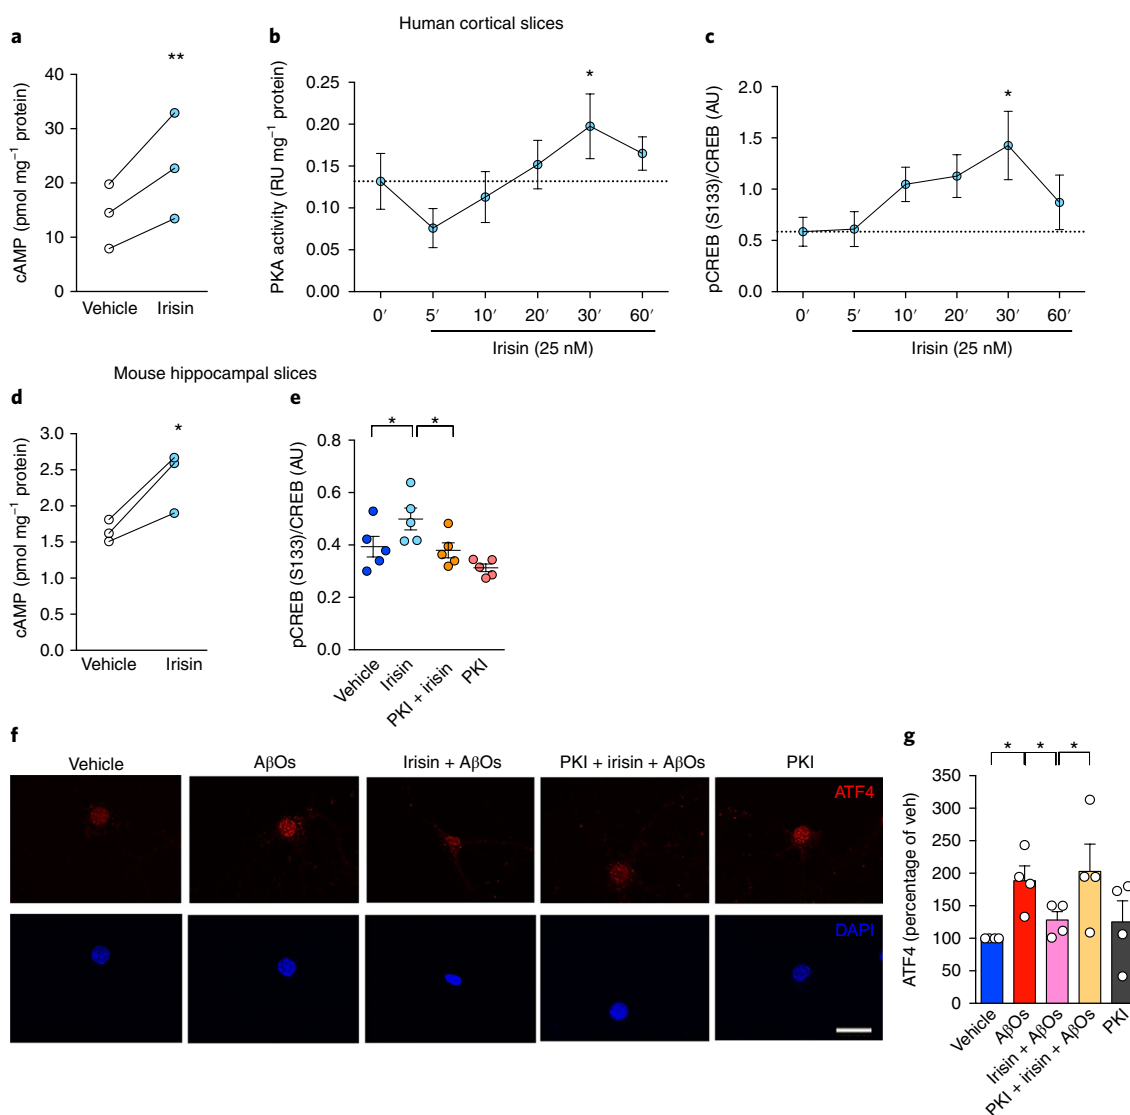 Human cortical slices
a
**
cAMP (pmol mg⁻¹ protein)
40
30
20
10
0
Vehicle
Irisin
b
*
PKA activity (RU mg⁻¹ protein)
0.25
0.20
0.15
0.10
0.05
0.00
0′
5′
10′
20′
30′
60′
Irisin (25 nM)
c
*
pCREB (S133)/CREB (AU)
2.0
1.5
1.0
0.5
0.0
0′
5′
10′
20′
30′
60′
Irisin (25 nM)
Mouse hippocampal slices
d
*
cAMP (pmol mg⁻¹ protein)
3.0
2.5
2.0
1.5
1.0
0.5
0.0
Vehicle
Irisin
e
*
*
pCREB (S133)/CREB (AU)
0.8
0.6
0.4
0.2
0.0
Vehicle
Irisin
PKI + irisin
PKI
f
Vehicle
AβOs
Irisin + AβOs
PKI + irisin + AβOs
PKI
ATF4
DAPI
g
*
*
*
ATF4 (percentage of veh)
350
300
250
200
150
100
50
0
Vehicle
AβOs
Irisin + AβOs
PKI + irisin + AβOs
PKI